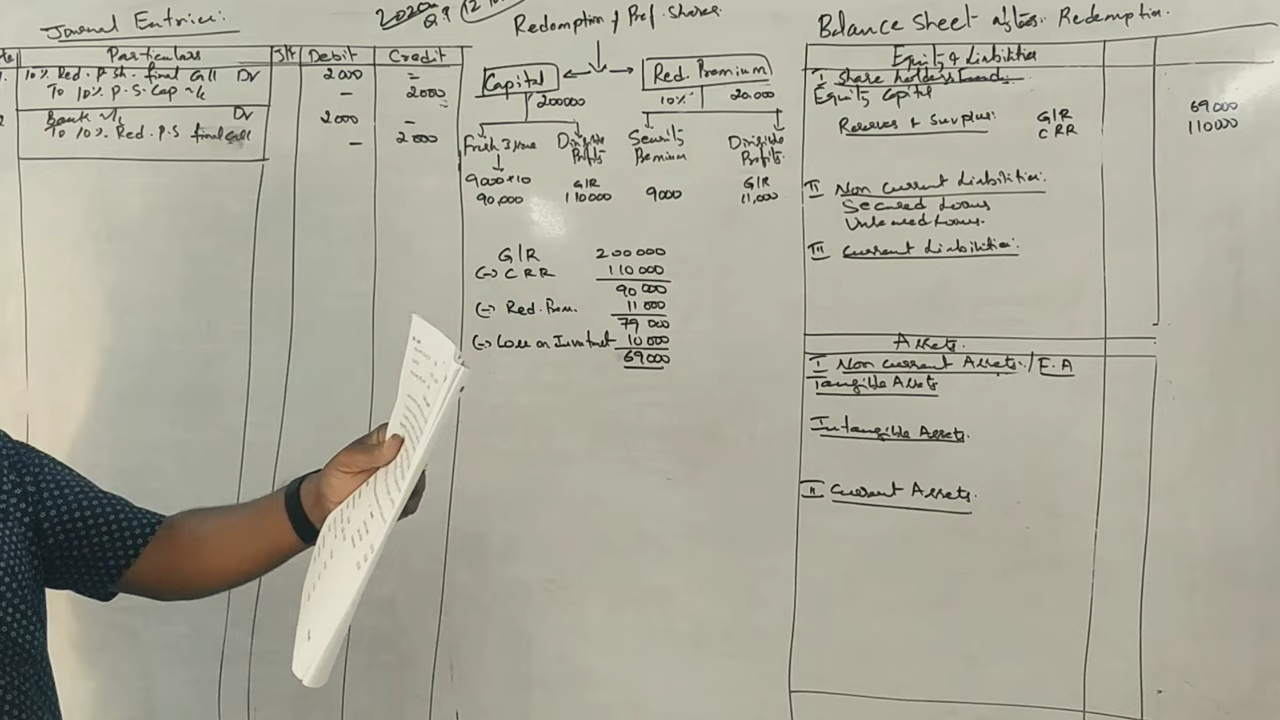 Journal Entries:
Particulars Debit Credit
10% Red. P. Sh. final Call Dr 2000 -
To 10% P. S. Cap A/c - 2000
Bank A/c Dr 2000 -
To 10% Red. P.S final Call - 2000
2020
Redemption of Pref. Shares
Capital Red. Premium
200000 10% 20,000
Fresh Issue Divisible Profits Security Premium Divisible Profits.
9000×10 G/R G/R
90,000 110000 9000 11,000
G/R 200000
(-) CRR 110000
90000
(-) Red. Prem. 11000
79000
(-) Loss on Investment 10000
69000
Balance Sheet after Redemption.
Equity & Liabilities
I Share holders Fund:
Equity Capital
Reserves & Surplus: G/R 69000
CRR 110000
II Non Current Liabilities:
Secured Loans
Unsecured Loans.
III Current Liabilities:
Assets.
I Non Current Assets:/F.A
Tangible Assets
Intangible Assets.
II Current Assets.